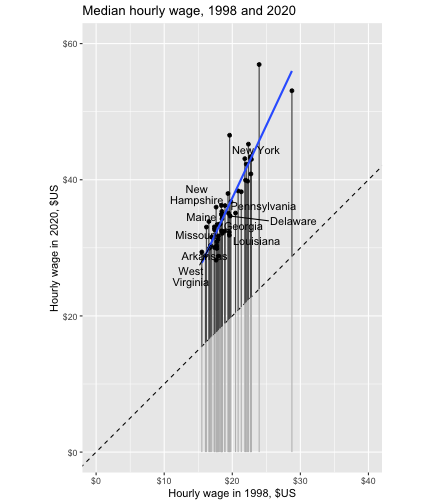 Median hourly wage, 1998 and 2020
$60
New York
$40
New
Hampshire
Pennsylvania
Maine
Delaware
Georgia
Missouri
Louisiana
Arkansas
West
Virginia
$20
$0
$0
$10
$20
$30
$40
Hourly wage in 2020, $US
Hourly wage in 1998, $US